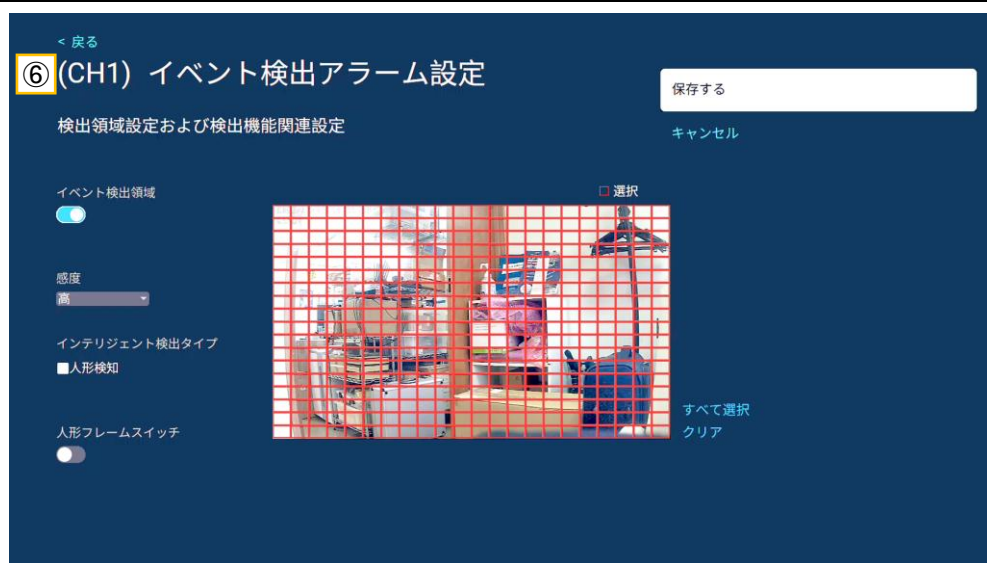 < 戻る
⑥ (CH1) イベント検出アラーム設定
保存する
検出領域設定および検出機能関連設定
キャンセル
イベント検出領域
選択
感度
高
インテリジェント検出タイプ
人形検知
すべて選択
人形フレームスイッチ
クリア